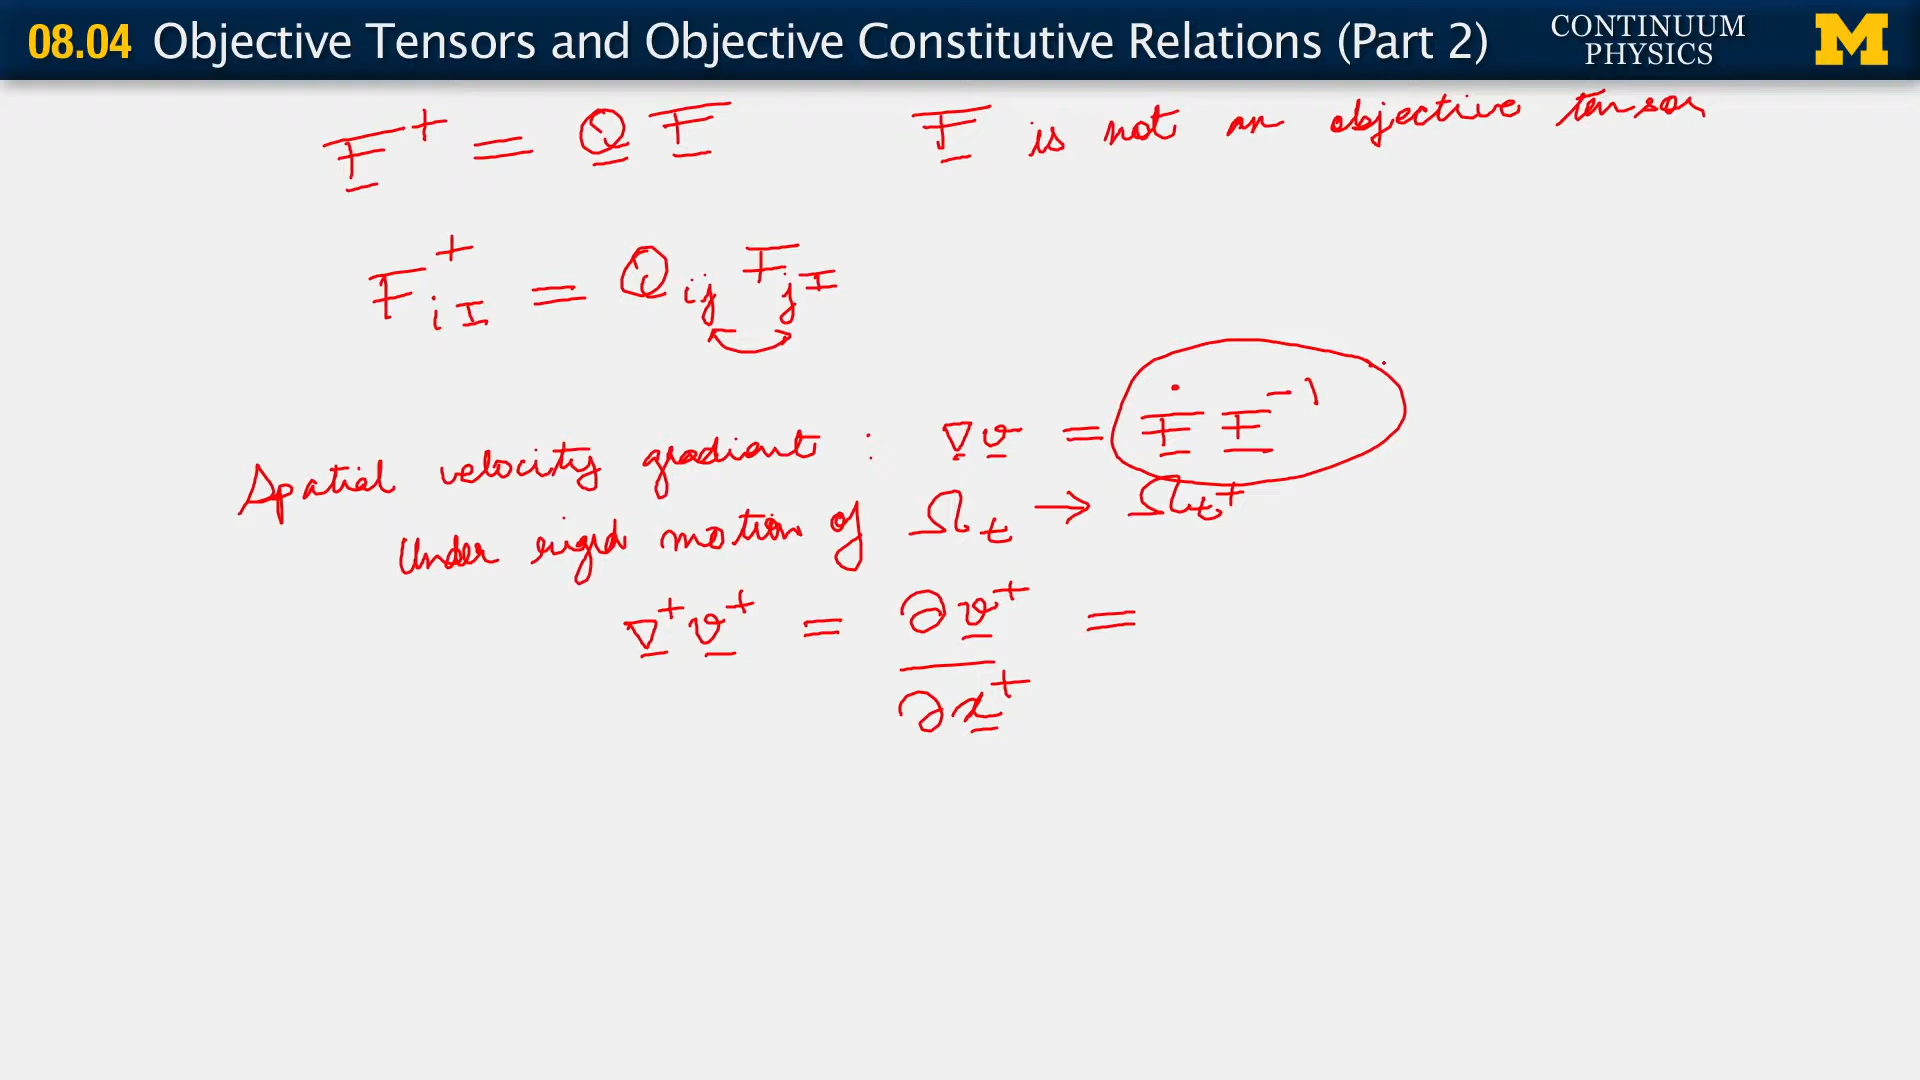 08.04 Objective Tensors and Objective Constitutive Relations (Part 2) CONTINUUM PHYSICS M
F⁺ = Q F F is not an objective tensor
F⁺ᵢI = Qᵢⱼ FⱼI
Spatial velocity gradient : ∇v = Ḟ F⁻¹
Under rigid motion of Ωₜ → Ωₜ⁺
∇⁺v⁺ = ∂v⁺ / ∂x⁺ =